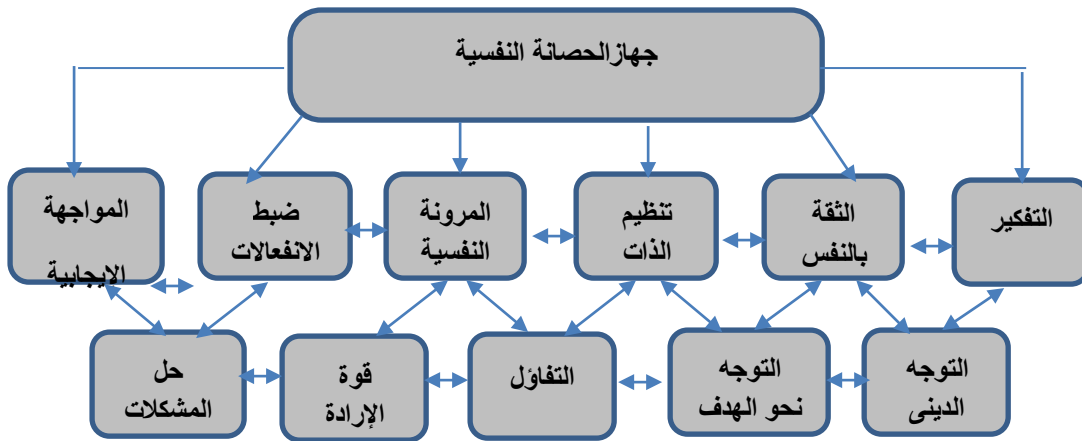 جهازالحصانة النفسية
التفكير
الثقة
بالنفس
تنظيم
الذات
المرونة
النفسية
ضبط
الانفعالات
المواجهة
الايجابية
التوجه
الدينى
التوجه
نحو الهدف
التفاؤل
قوة
الإرادة
حل
المشكلات